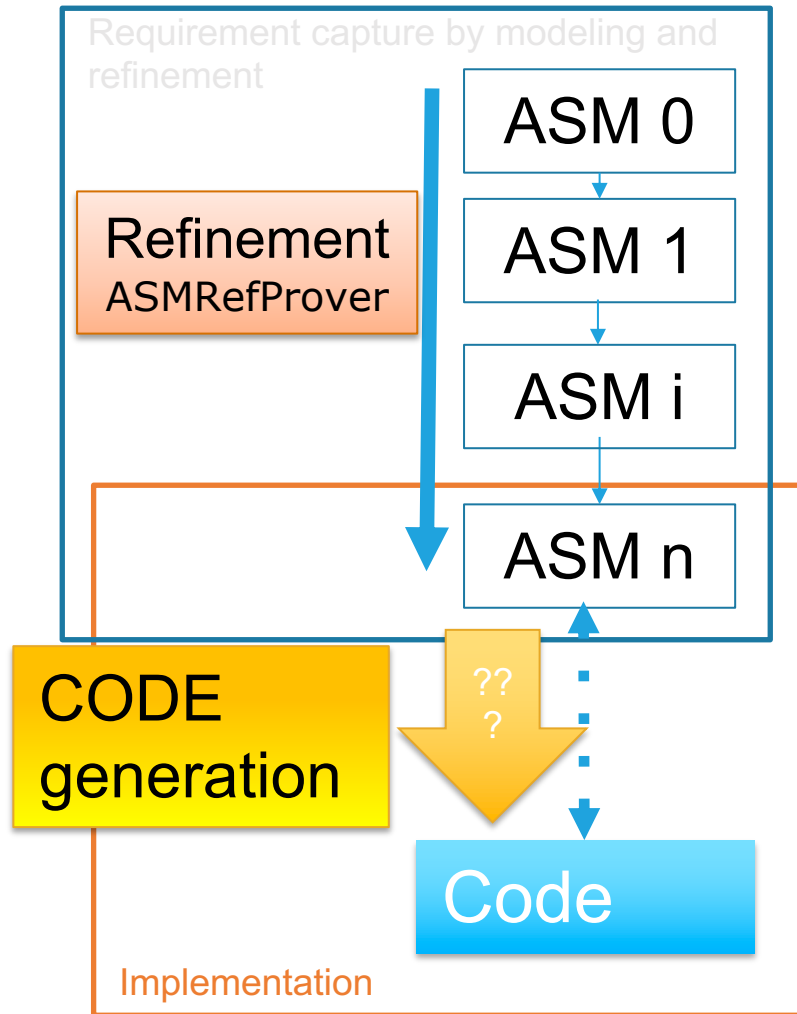 Requirement capture by modeling and
refinement
ASM 0
Refinement
ASMRefProver
ASM 1
ASM i
ASM n
CODE
generation
??
?
Code
Implementation